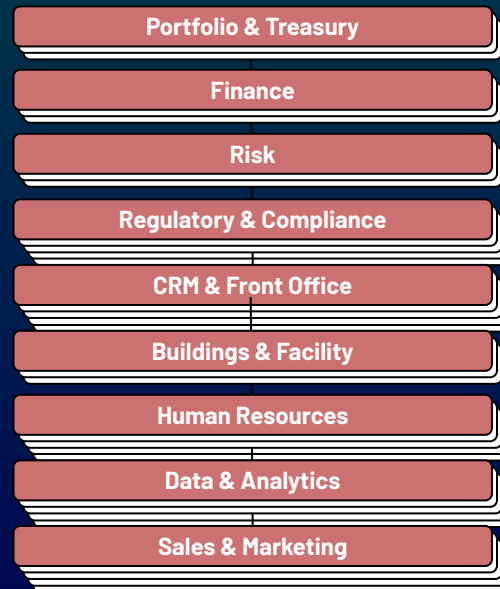 Portfolio & Treasury
Finance
Risk
Regulatory & Compliance
CRM & Front Office
Buildings & Facility
Human Resources
Data & Analytics
Sales & Marketing